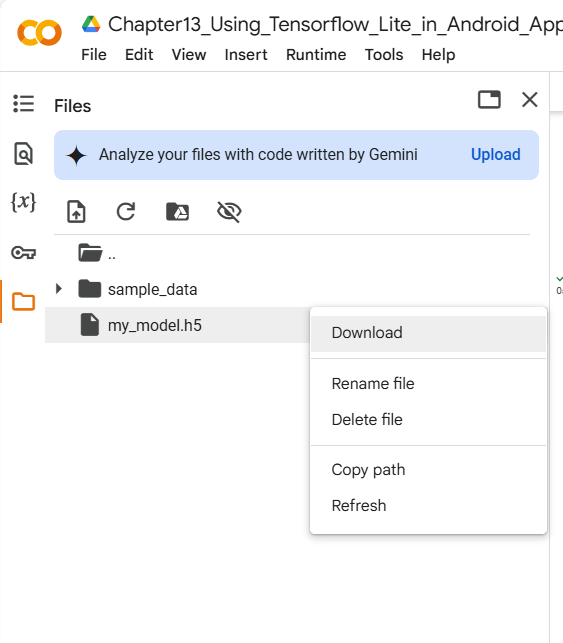 Chapter13_Using_Tensorflow_Lite_in_Android_App
File Edit View Insert Runtime Tools Help
Files
Analyze your files with code written by Gemini Upload
{x}
..
sample_data
my_model.h5
Download
Rename file
Delete file
Copy path
Refresh